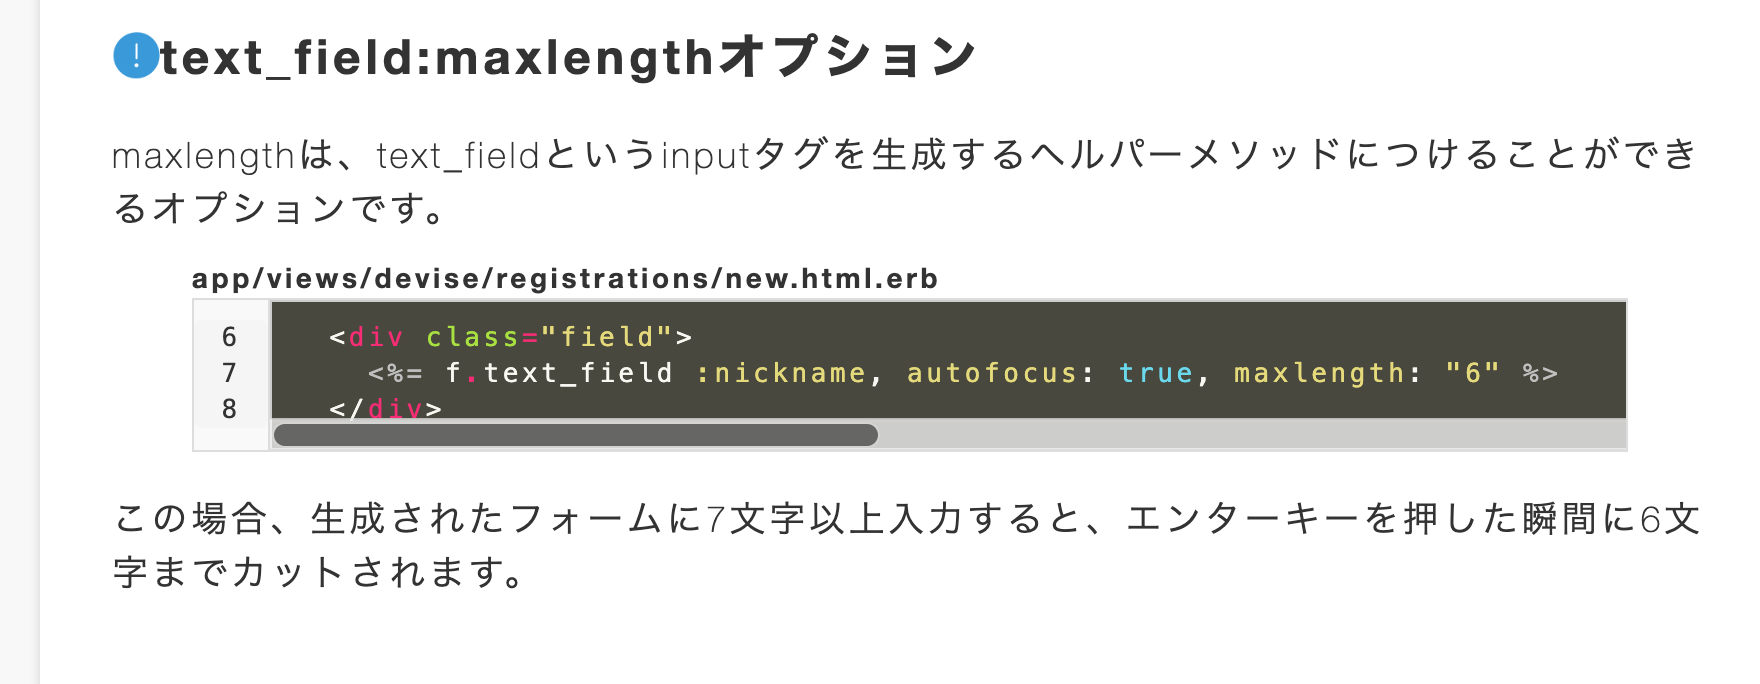 !text_field:maxlengthオプション
maxlengthは、text_fieldというinputタグを生成するヘルパーメソッドにつけることができ
るオプションです。
app/views/devise/registrations/new.html.erb
6 <div class="field">
7 <%= f.text_field :nickname, autofocus: true, maxlength: "6" %>
8 </div>
この場合、生成されたフォームに7文字以上入力すると、エンターキーを押した瞬間に6文
字までカットされます。